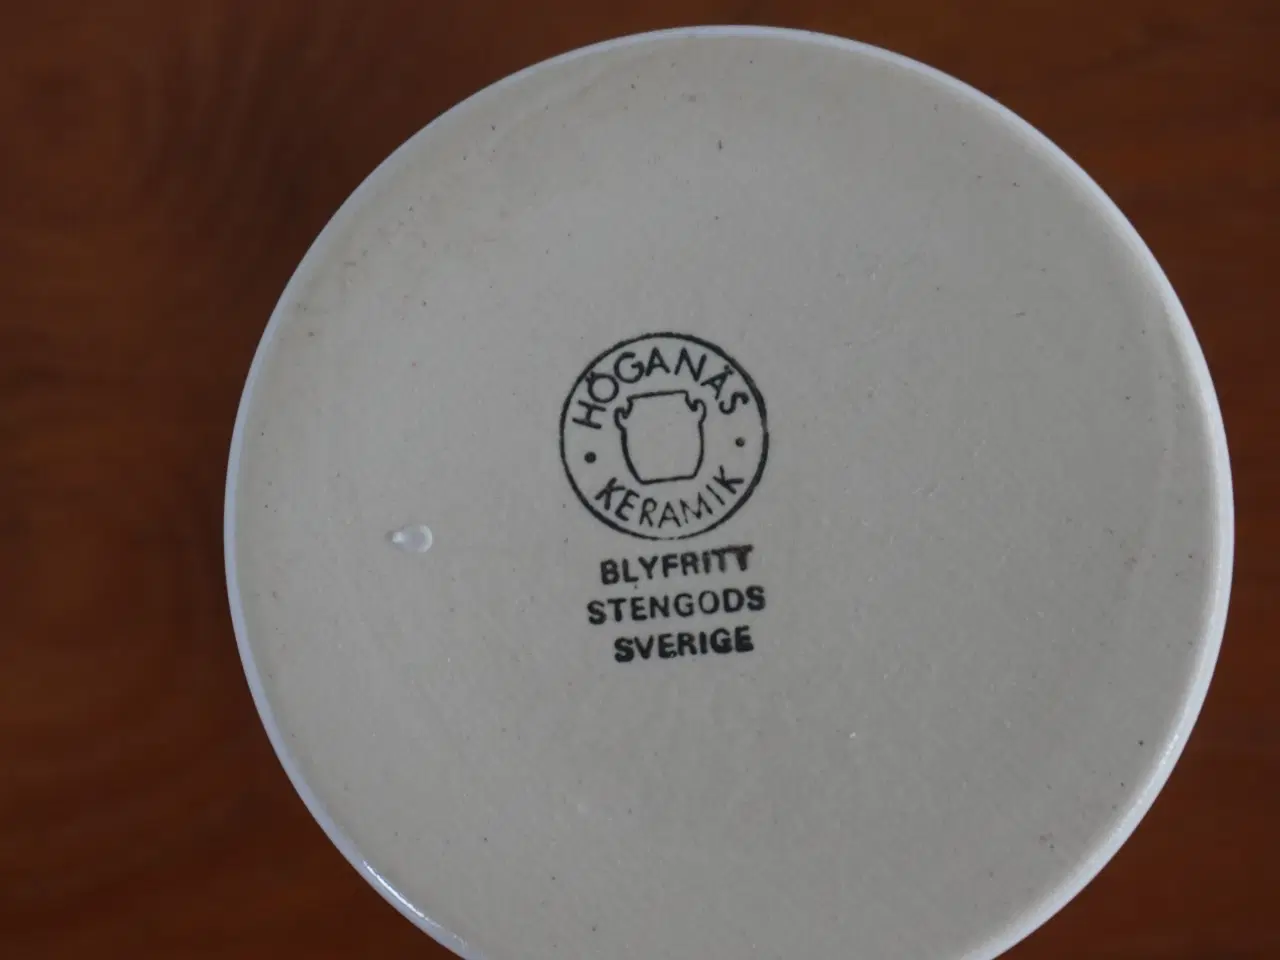 HÖGANÄS
KERAMIK
BLYFRITT
STENGODS
SVERIGE